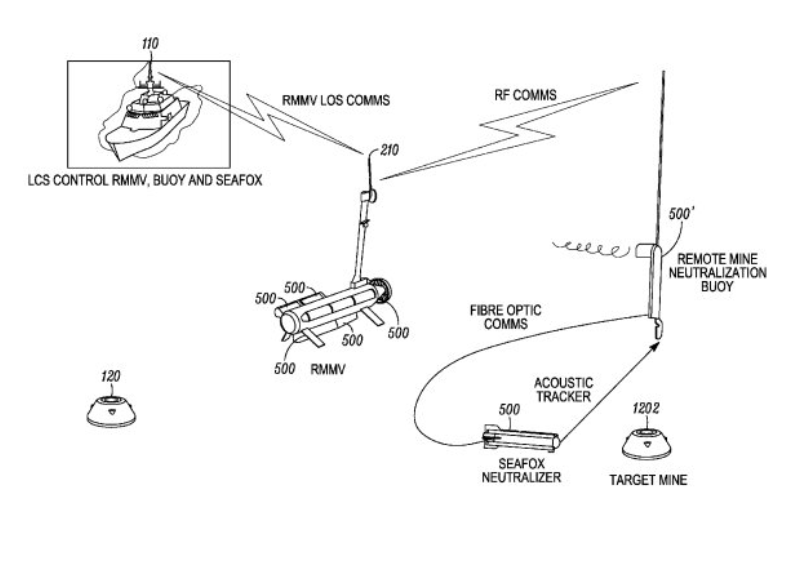 110
RMMV LOS COMMS
RF COMMS
210
LCS CONTROL RMMV, BUOY AND SEAFOX
500'
REMOTE MINE
NEUTRALIZATION
BUOY
500
500
500
500
500
RMMV
FIBRE OPTIC
COMMS
120
ACOUSTIC
TRACKER
500
1202
SEAFOX
NEUTRALIZER
TARGET MINE